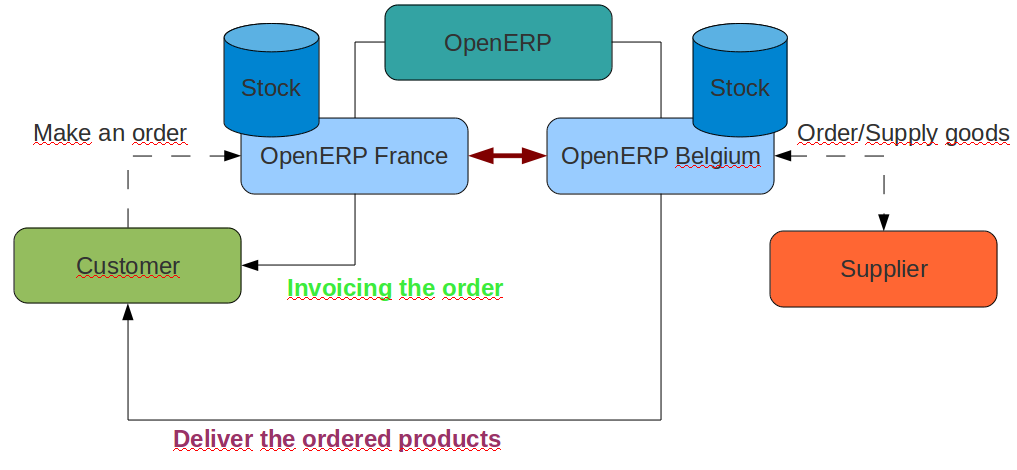 OpenERP
Stock
Stock
Make an order
Order/Supply goods
OpenERP France
OpenERP Belgium
Customer
Supplier
Invoicing the order
Deliver the ordered products